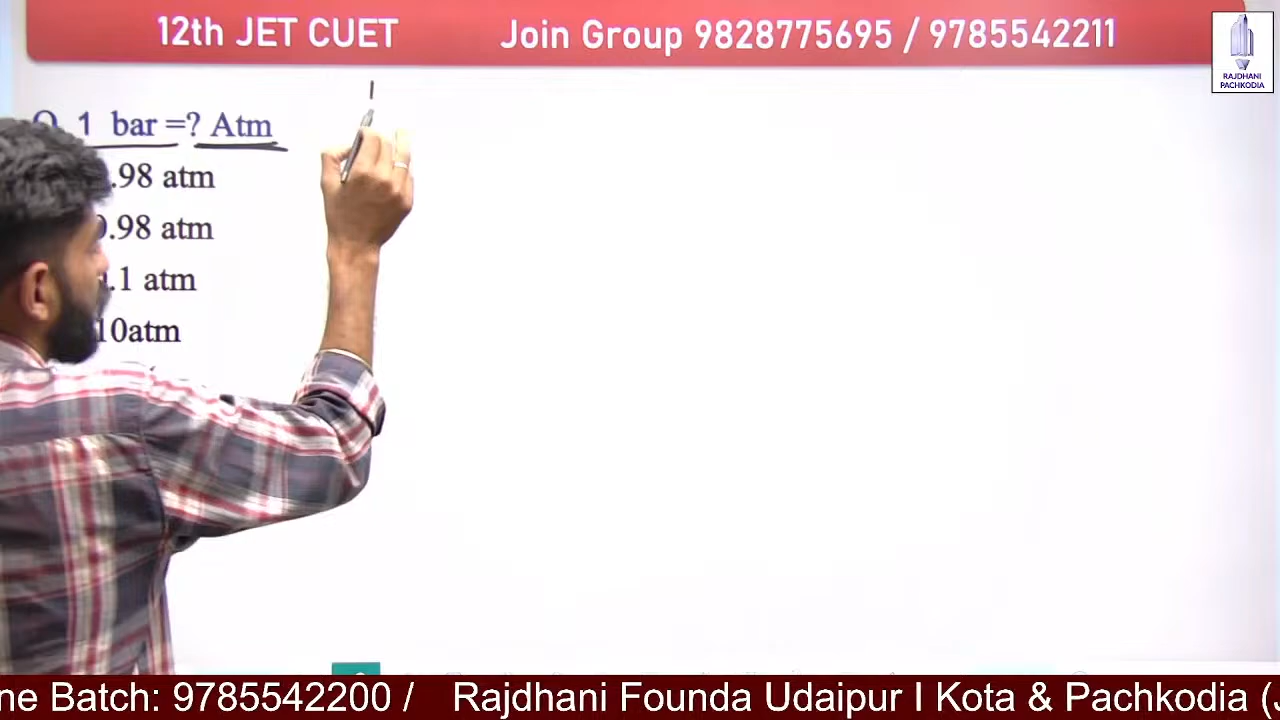 12th JET CUET Join Group 9828775695 / 9785542211
RAJDHANI
PACHKODIA
1 bar =? Atm
.98 atm
0.98 atm
.1 atm
10atm
ne Batch: 9785542200 / Rajdhani Founda Udaipur I Kota & Pachkodia (J